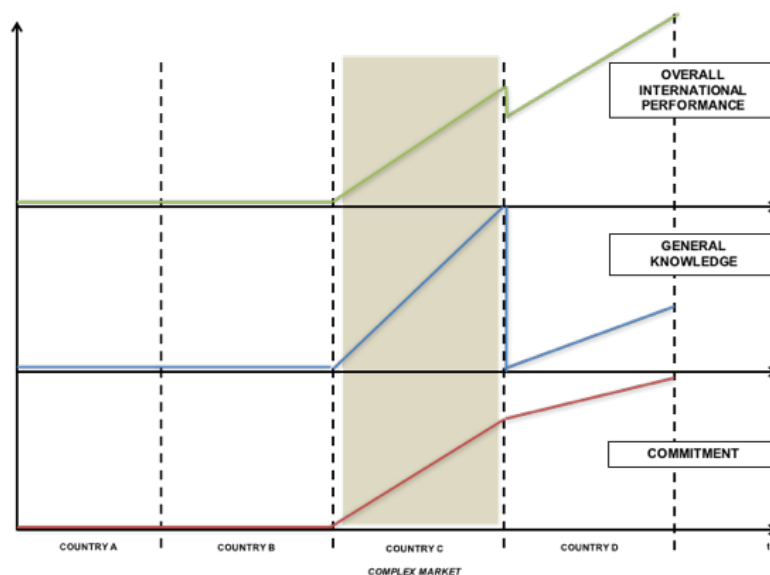 OVERALL
INTERNATIONAL
PERFORMANCE
GENERAL
KNOWLEDGE
COMMITMENT
COUNTRY A
COUNTRY B
COUNTRY C
COUNTRY D
t
COMPLEX MARKET